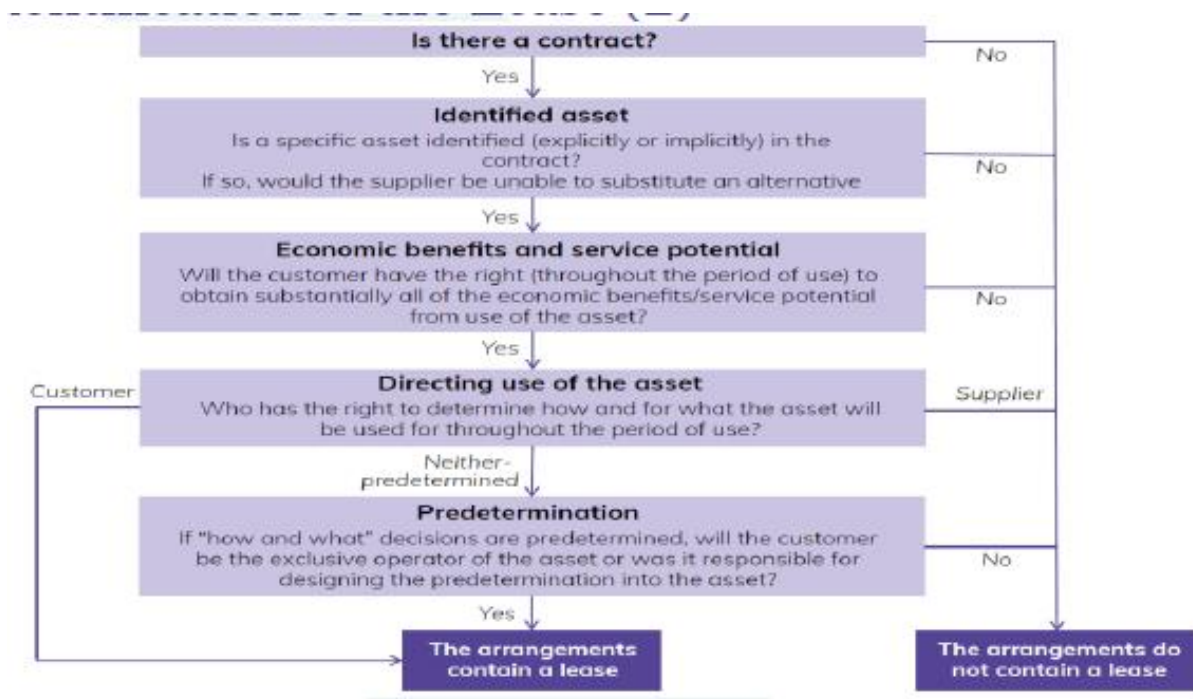 Is there a contract?
No
Yes
Identified asset
Is a specific asset identified (explicitly or implicitly) in the
contract?
If so, would the supplier be unable to substitute an alternative
No
Yes
Economic benefits and service potential
Will the customer have the right (throughout the period of use) to
obtain substantially all of the economic benefits/service potential
from use of the asset?
No
Yes
Customer
Directing use of the asset
Who has the right to determine how and for what the asset will
be used for throughout the period of use?
Supplier
Neither-
predetermined
Predetermination
If "how and what" decisions are predetermined, will the customer
be the exclusive operator of the asset or was it responsible for
designing the predetermination into the asset?
No
Yes
The arrangements
contain a lease
The arrangements do
not contain a lease